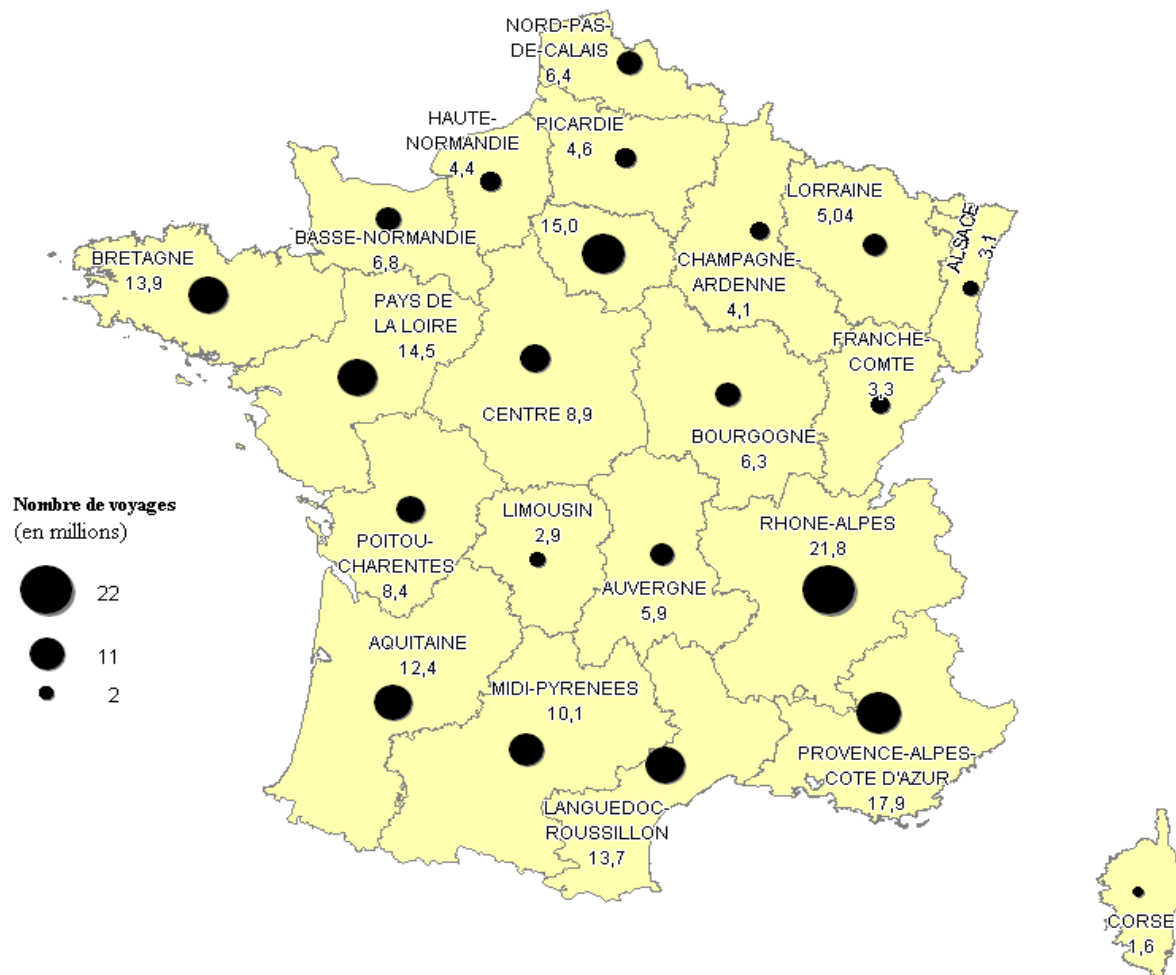 NORD-PAS-
DE-CALAIS
6,4
HAUTE-
NORMANDIE
4,4
PICARDIE
4,6
LORRAINE
5,04
ALSACE
3,1
15,0
BASSE-NORMANDIE
6,8
CHAMPAGNE-
ARDENNE
4,1
BRETAGNE
13,9
PAYS DE
LA LOIRE
14,5
FRANCHE-
COMTE
3,3
CENTRE 8,9
BOURGOGNE
6,3
Nombre de voyages
(en millions)
22
11
2
POITOU-
CHARENTES
8,4
LIMOUSIN
2,9
AUVERGNE
5,9
RHONE-ALPES
21,8
AQUITAINE
12,4
MIDI-PYRENEES
10,1
LANGUEDOC-
ROUSSILLON
13,7
PROVENCE-ALPES-
COTE D'AZUR
17,9
CORSE
1,6